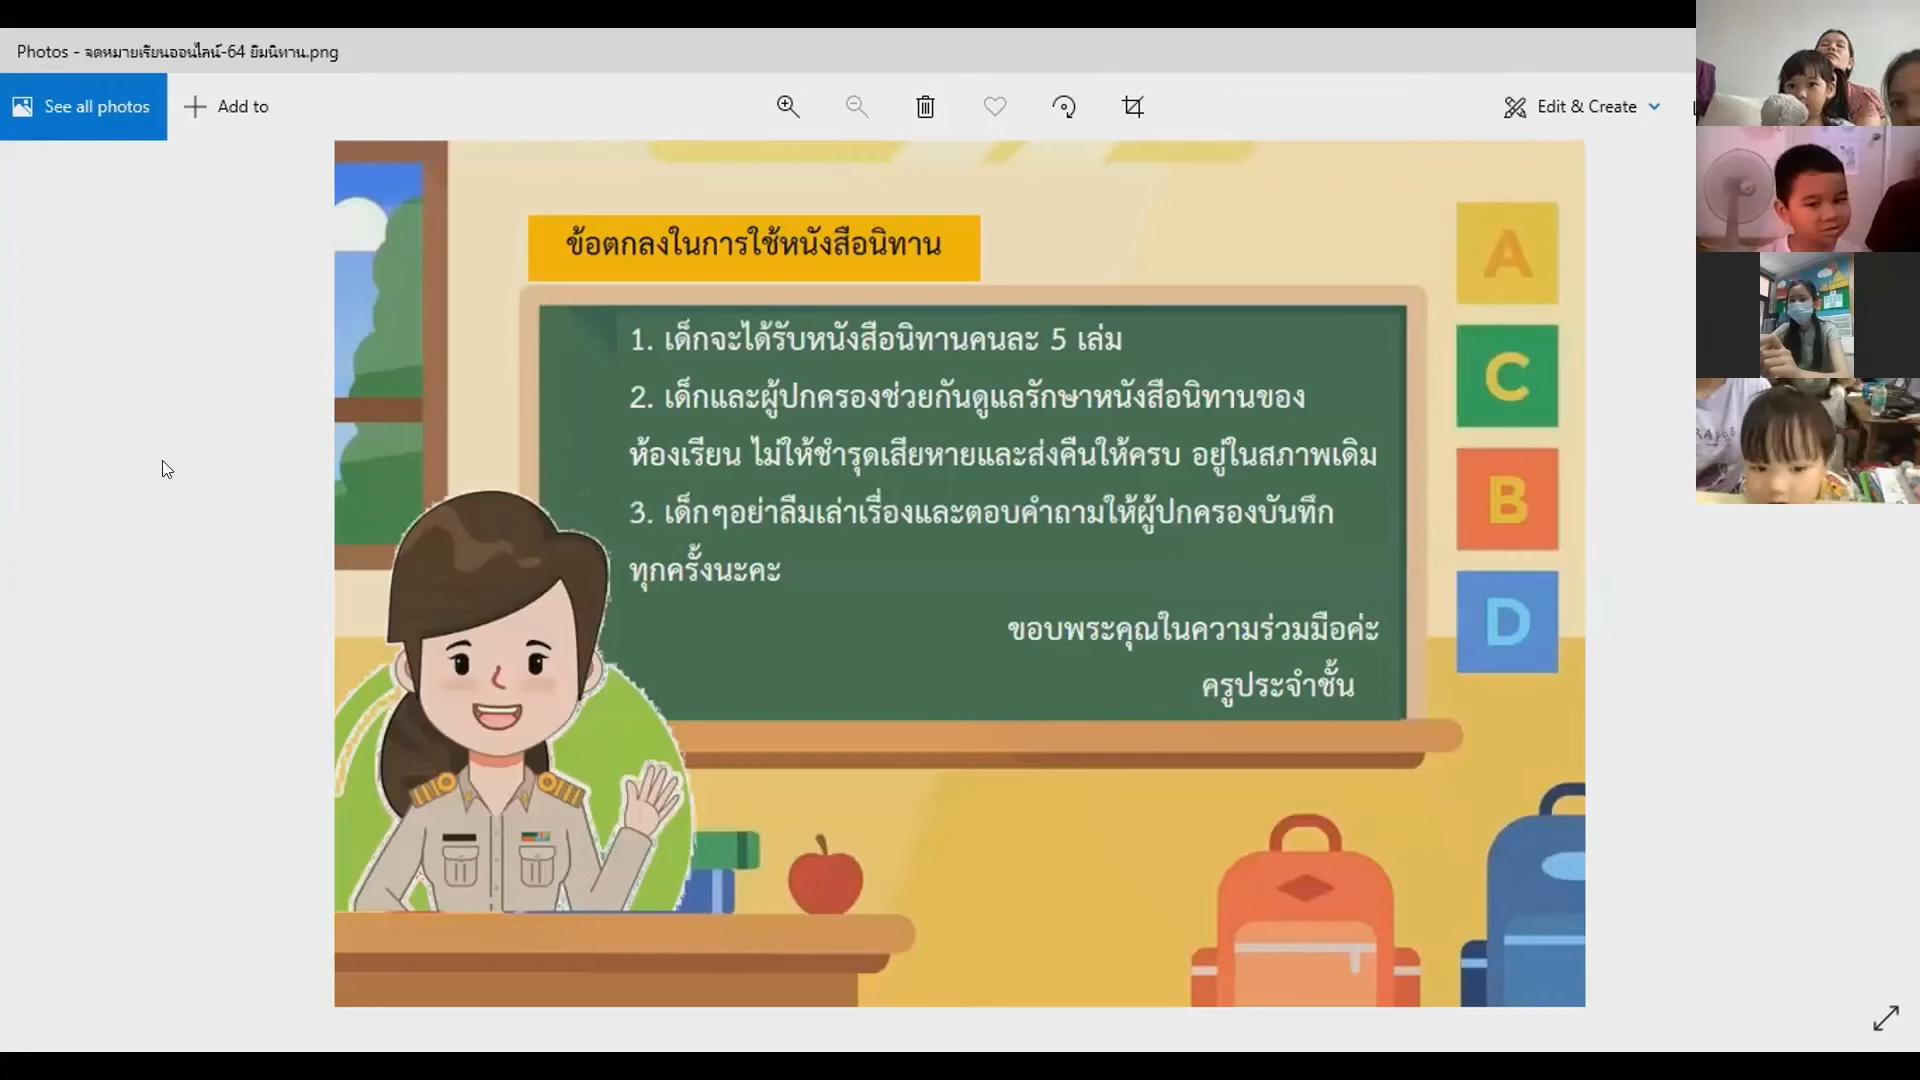 Photos - จดหมายเรียนออนไลน์-64 ยืมนิทาน.png
See all photos
Add to
Edit & Create
ข้อตกลงในการใช้หนังสือนิทาน
1. เด็กจะได้รับหนังสือนิทานคนละ 5 เล่ม
2. เด็กและผู้ปกครองช่วยกันดูแลรักษาหนังสือนิทานของ
ห้องเรียน ไม่ให้ชำรุดเสียหายและส่งคืนให้ครบ อยู่ในสภาพเดิม
3. เด็กๆอย่าลืมเล่าเรื่องและตอบคำถามให้ผู้ปกครองบันทึก
ทุกครั้งนะคะ
ขอบพระคุณในความร่วมมือค่ะ
ครูประจำชั้น
A
C
B
D